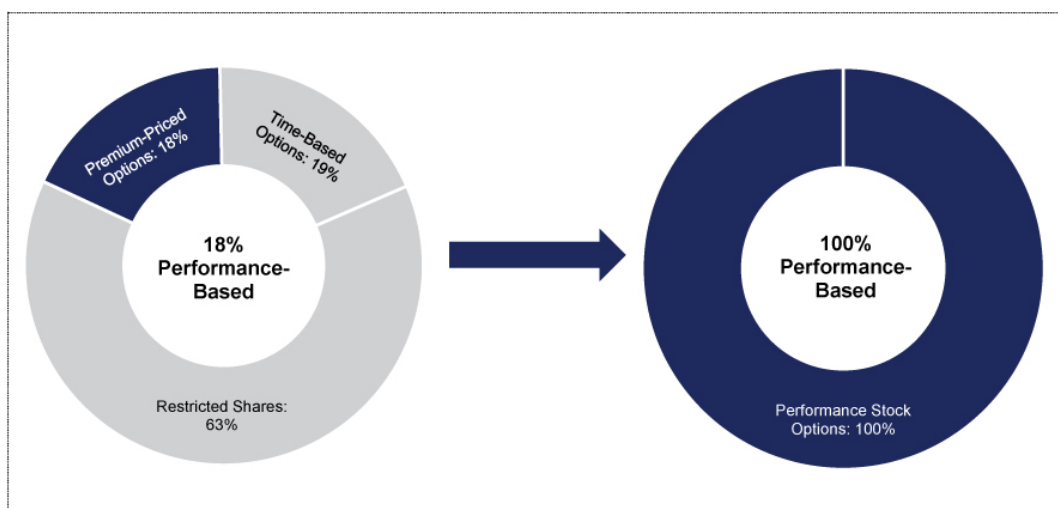 Premium-Priced
Options: 18%
Time-Based
Options: 19%
18%
Performance-
Based
Restricted Shares:
63%
100%
Performance-
Based
Performance Stock
Options: 100%